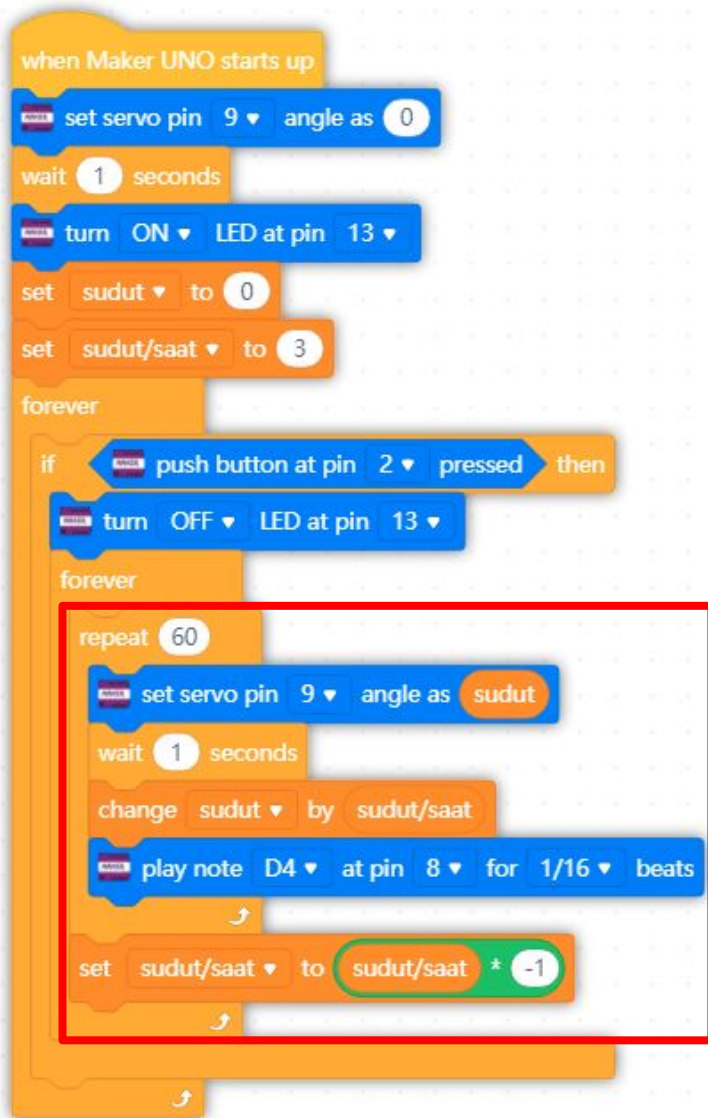 when Maker UNO starts up
set servo pin 9 angle as 0
wait 1 seconds
turn ON LED at pin 13
set sudut to 0
set sudut/saat to 3
forever
if push button at pin 2 pressed then
turn OFF LED at pin 13
forever
repeat 60
set servo pin 9 angle as sudut
wait 1 seconds
change sudut by sudut/saat
play note D4 at pin 8 for 1/16 beats
set sudut/saat to sudut/saat * -1